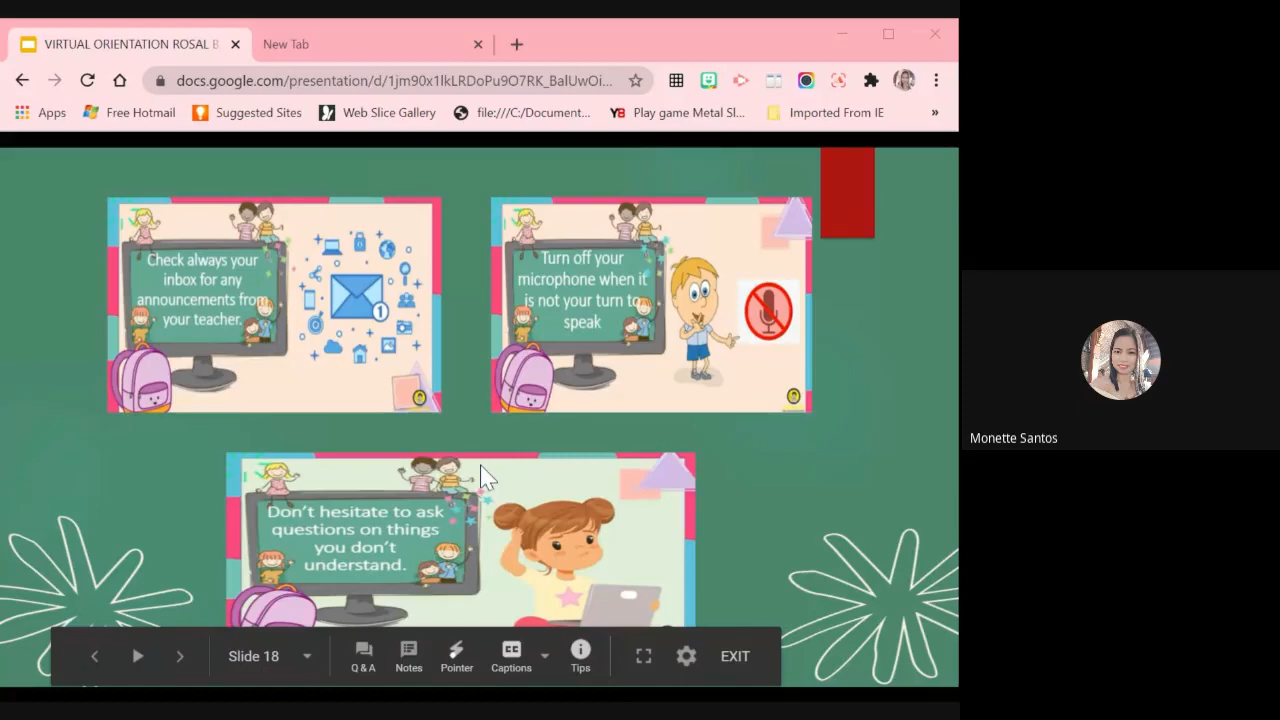 VIRTUAL ORIENTATION ROSAL B
New Tab
docs.google.com/presentation/d/1jm90x1lkLRDoPu9O7RK_BalUwOi...
Apps
Free Hotmail
Suggested Sites
Web Slice Gallery
file:///C:/Document...
Y8 Play game Metal Sl...
Imported From IE
»
Check always your
inbox for any
announcements from
your teacher.
1
Turn off your
microphone when it
is not your turn to
speak
Don't hesitate to ask
questions on things
you don't
understand.
Monette Santos
Slide 18
Q & A
Notes
Pointer
CC
Captions
Tips
EXIT